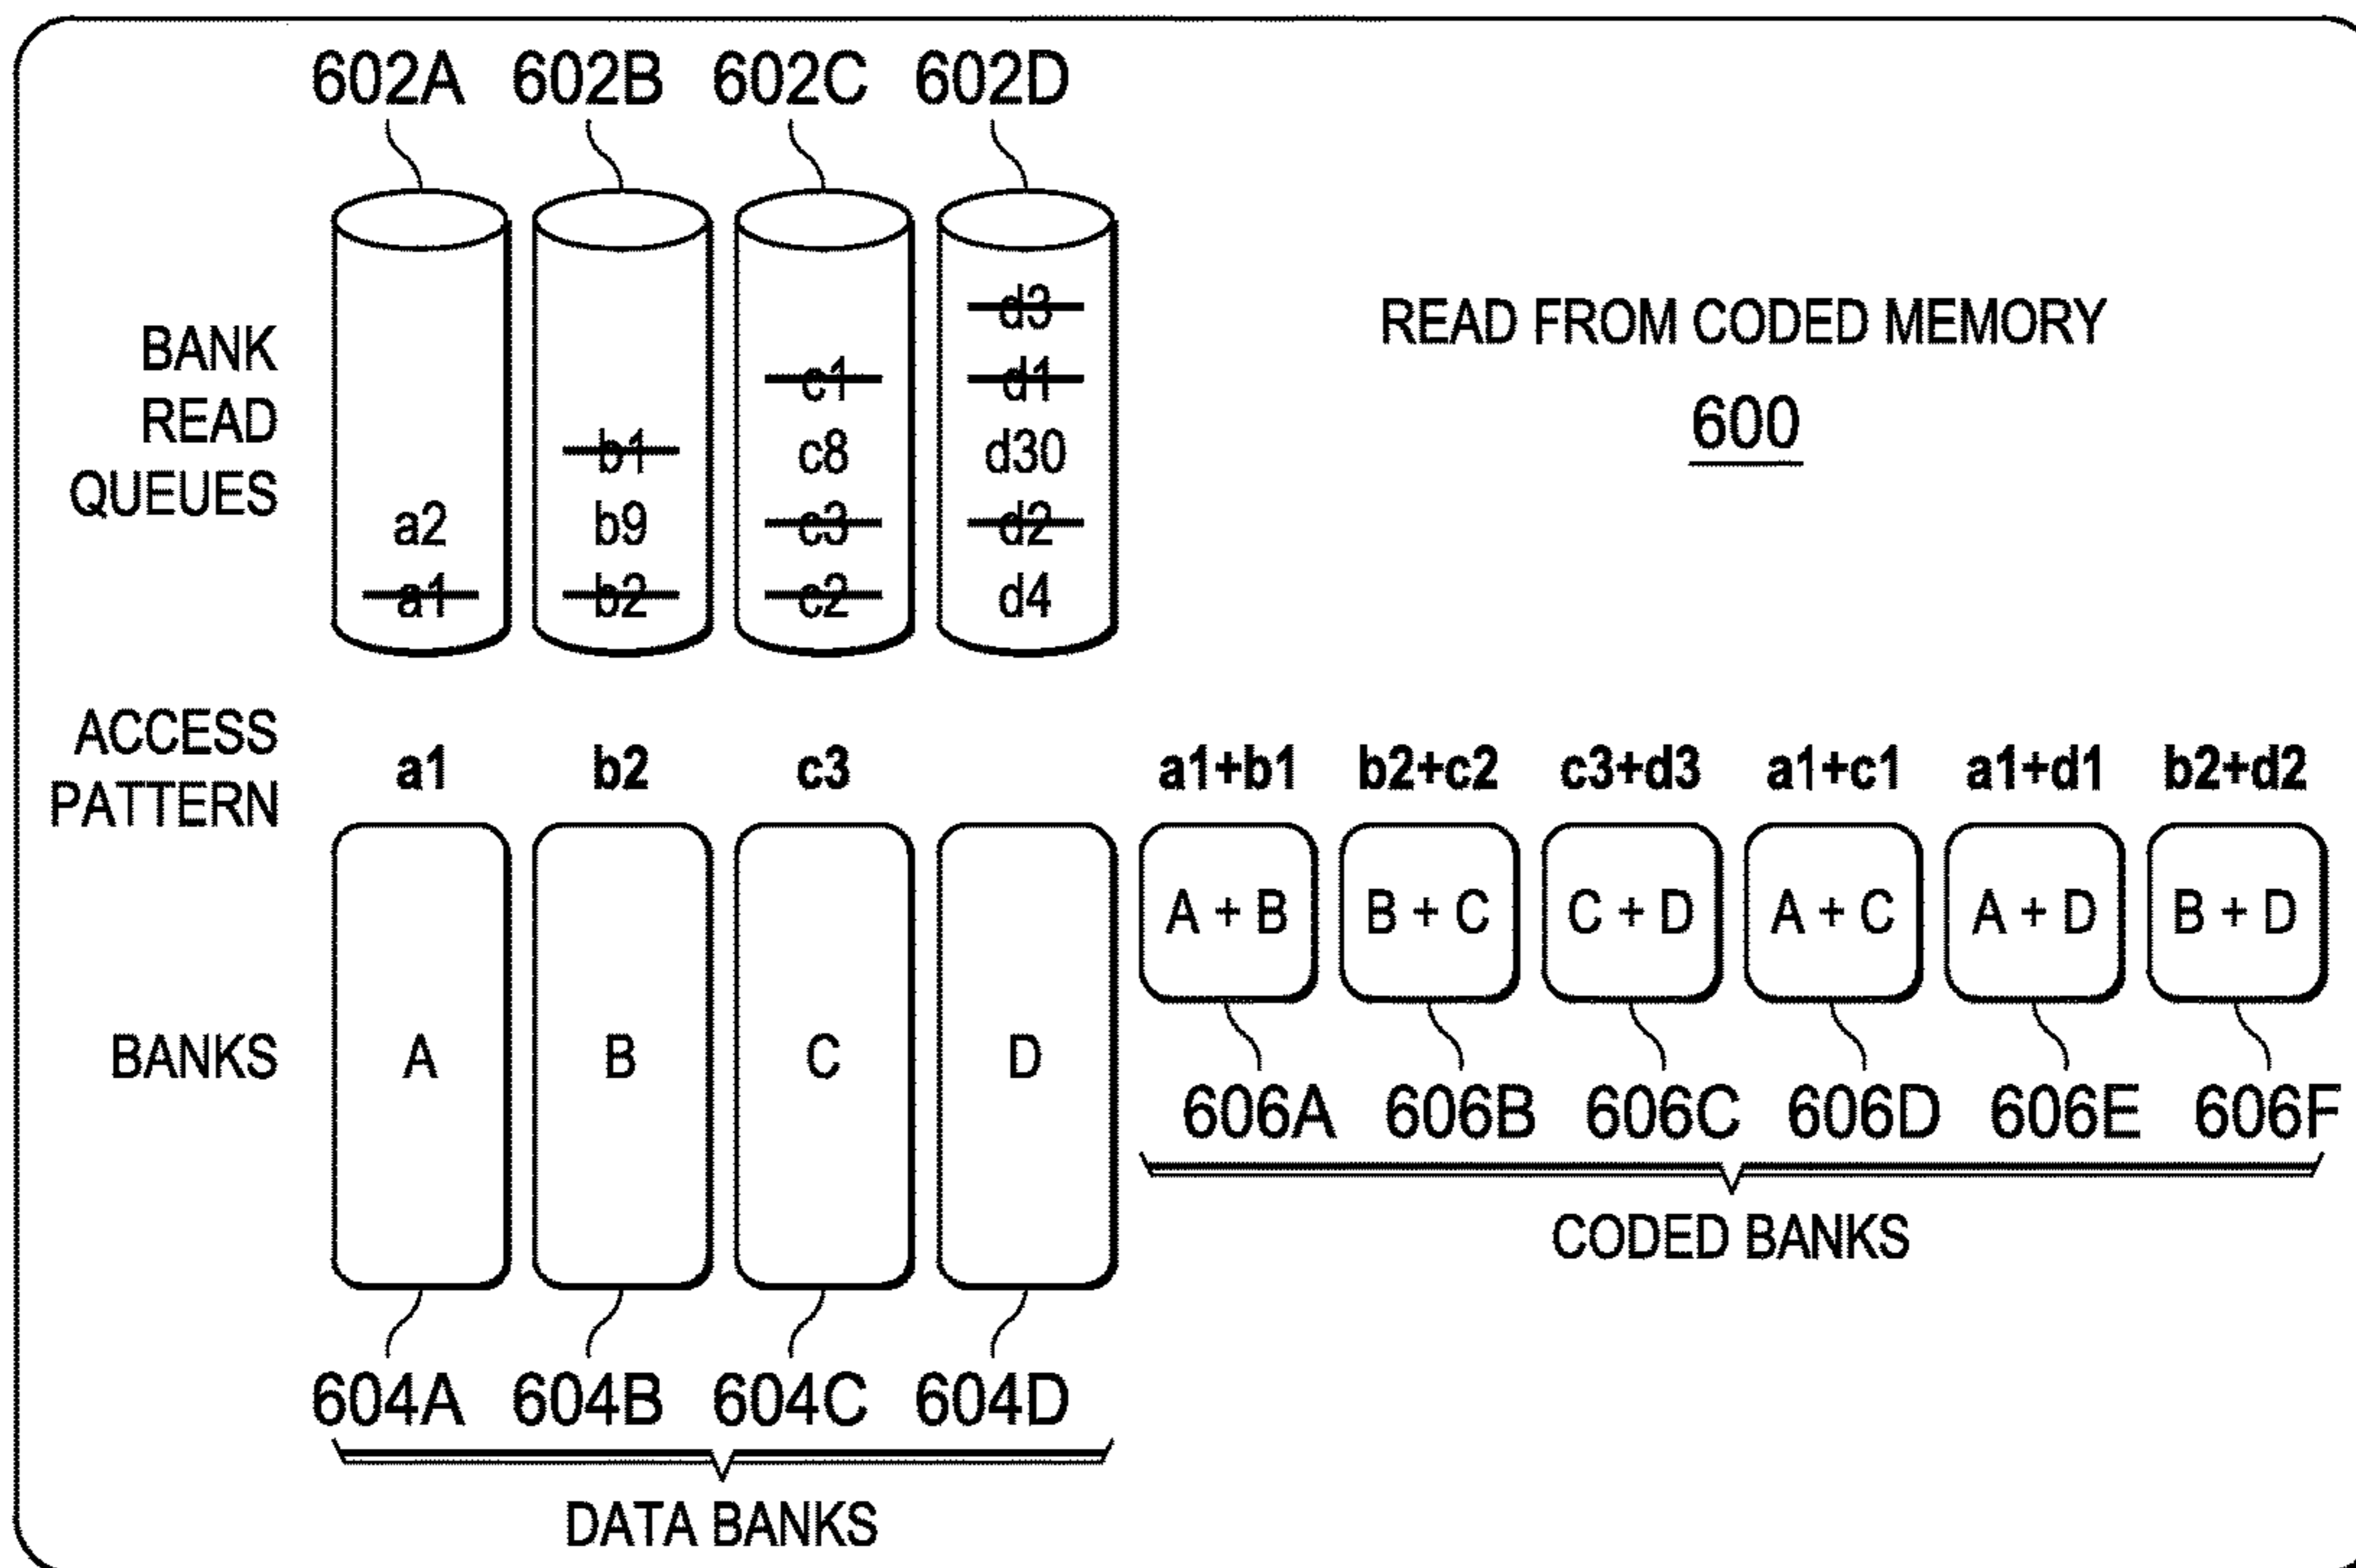 602A 602B 602C 602D
d3
BANK c1 d1 READ FROM CODED MEMORY
READ b1 c8 d30 600
QUEUES a2 b9 c3 d2
a1 b2 c2 d4
ACCESS
PATTERN a1 b2 c3 a1+b1 b2+c2 c3+d3 a1+c1 a1+d1 b2+d2
A + B B + C C + D A + C A + D B + D
BANKS A B C D
606A 606B 606C 606D 606E 606F
CODED BANKS
604A 604B 604C 604D
DATA BANKS